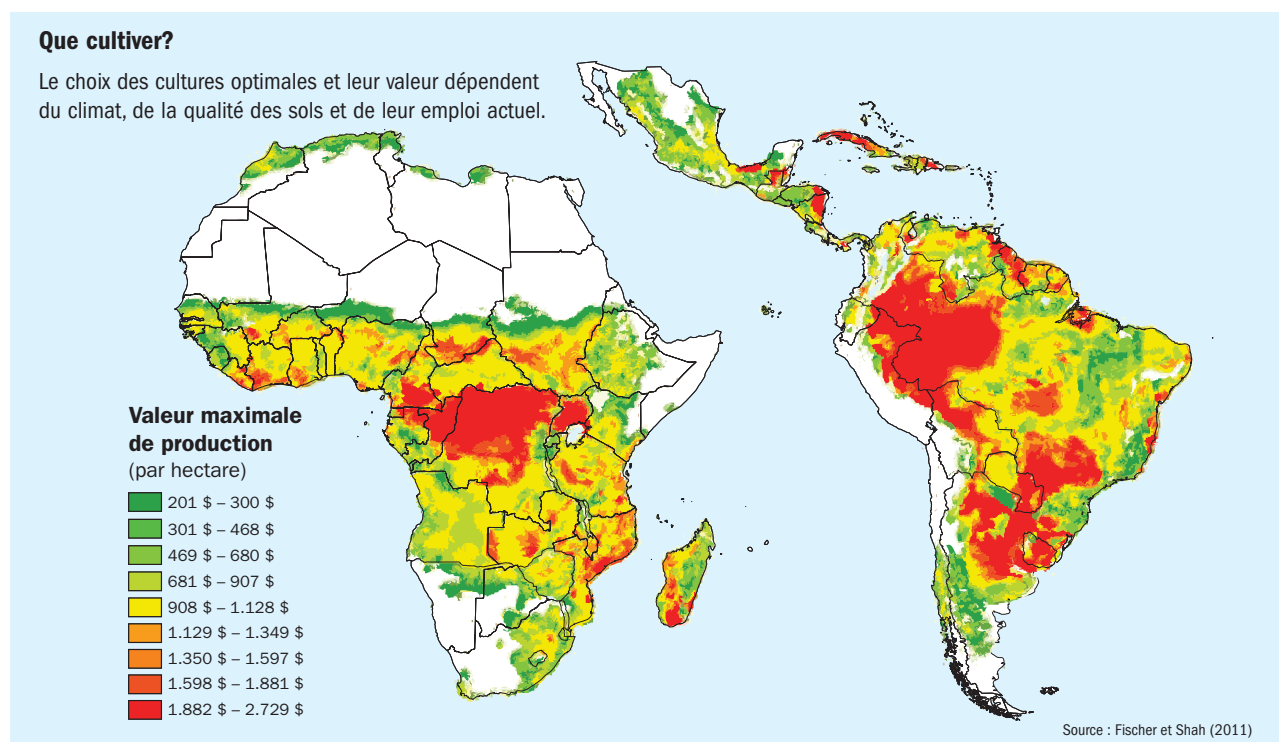 Que cultiver?
Le choix des cultures optimales et leur valeur dépendent
du climat, de la qualité des sols et de leur emploi actuel.
Valeur maximale
de production
(par hectare)
201 $ – 300 $
301 $ – 468 $
469 $ – 680 $
681 $ – 907 $
908 $ – 1.128 $
1.129 $ – 1.349 $
1.350 $ – 1.597 $
1.598 $ – 1.881 $
1.882 $ – 2.729 $
Source : Fischer et Shah (2011)